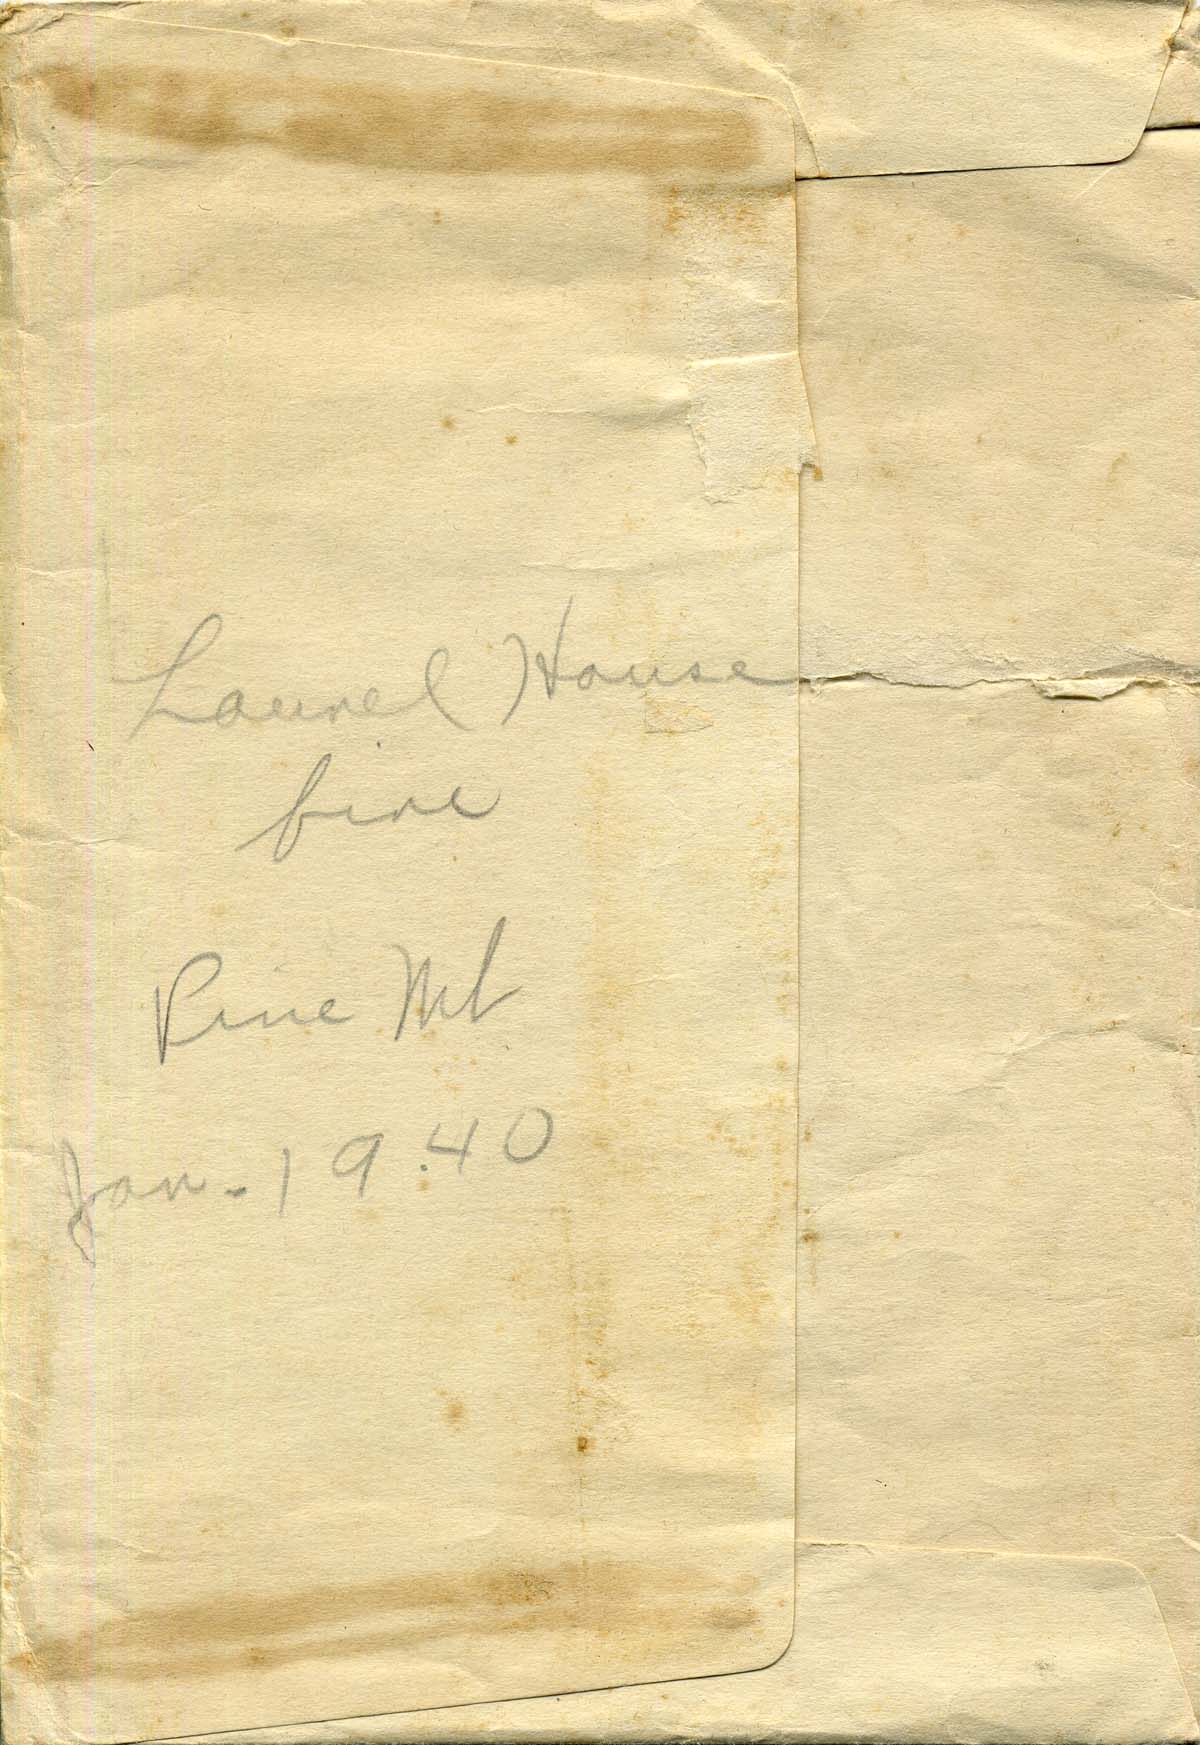 Laurel House
fire
Pine Mt
Jan. 1940